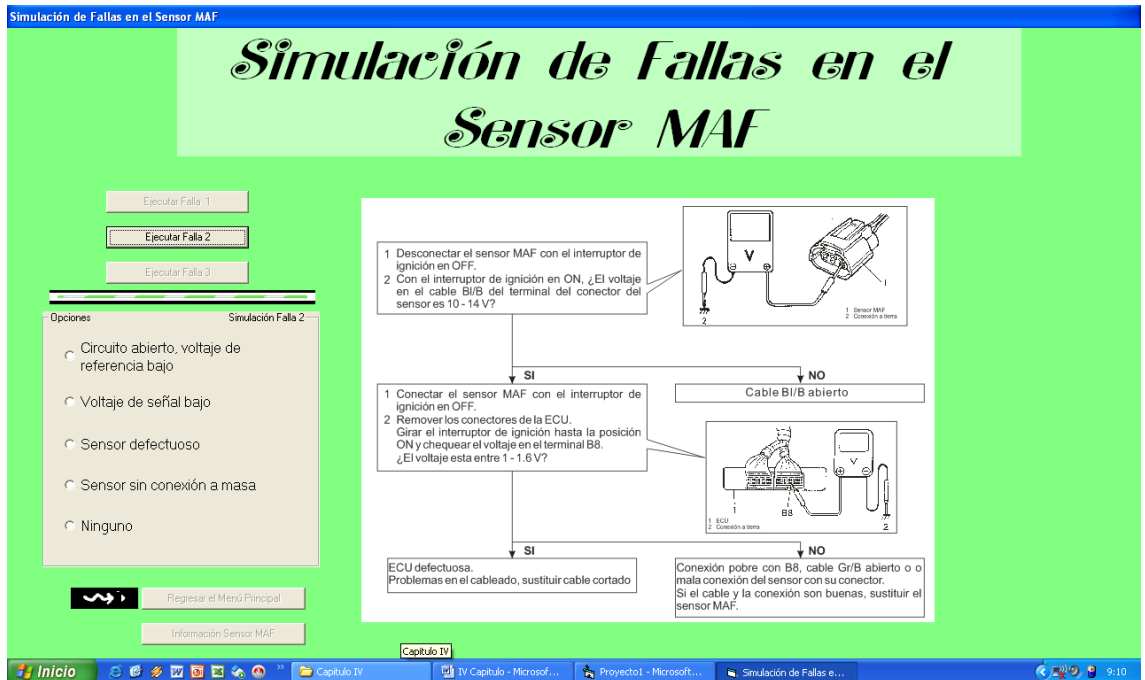 Simulación de Fallas en el Sensor MAF
Simulación de Fallas en el
Sensor MAF
Ejecutar Falla 1
Ejecutar Falla 2
Ejecutar Falla 3
Opciones
Simulación Falla 2
Circuito abierto, voltaje de
referencia bajo
Voltaje de señal bajo
Sensor defectuoso
Sensor sin conexión a masa
Ninguno
Regresar el Menú Principal
Información Sensor MAF
1 Desconectar el sensor MAF con el interruptor de
ignición en OFF.
2 Con el interruptor de ignición en ON, ¿El voltaje
en el cable Bl/B del terminal del conector del
sensor es 10 - 14 V?
V
1
2
1 Sensor MAF
2 Conexión a tierra
SI
NO
1 Conectar el sensor MAF con el interruptor de
ignición en OFF.
2 Remover los conectores de la ECU.
Girar el interruptor de ignición hasta la posición
ON y chequear el voltaje en el terminal B8.
¿El voltaje esta entre 1 - 1.6 V?
Cable Bl/B abierto
V
1
B8
2
1 ECU
2 Conexión a tierra
SI
NO
ECU defectuosa.
Problemas en el cableado, sustituir cable cortado
Conexión pobre con B8, cable Gr/B abierto o o
mala conexión del sensor con su conector.
Si el cable y la conexión son buenas, sustituir el
sensor MAF.
Capitulo IV
Inicio
Capitulo IV
IV Capitulo - Microsof...
Proyecto1 - Microsoft...
Simulación de Fallas e...
9:10